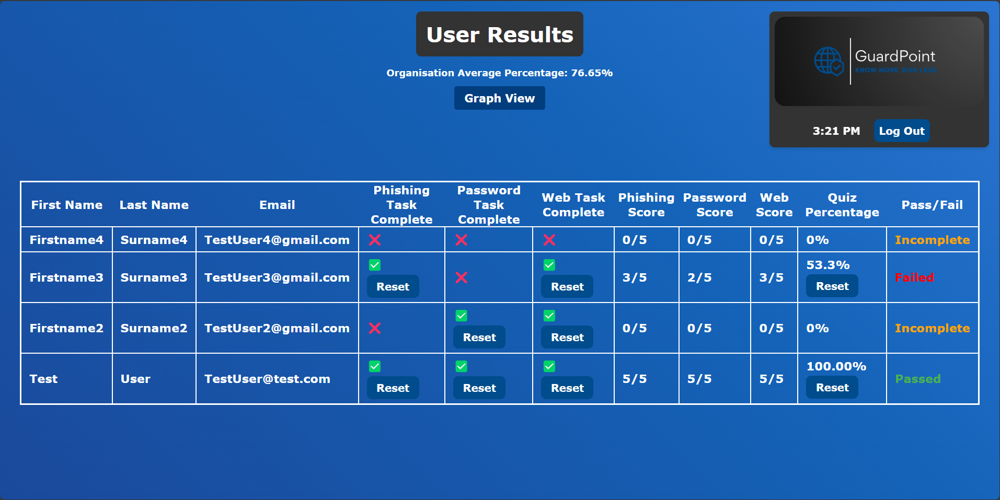 User Results
Organisation Average Percentage: 76.65%
Graph View
GuardPoint
KNOW MORE, RISK LESS
3:21 PM Log Out
First Name Last Name Email Phishing Task Complete Password Task Complete Web Task Complete Phishing Score Password Score Web Score Quiz Percentage Pass/Fail
Firstname4 Surname4 TestUser4@gmail.com ❌ ❌ ❌ 0/5 0/5 0/5 0% Incomplete
Firstname3 Surname3 TestUser3@gmail.com ✅ Reset ❌ ✅ Reset 3/5 2/5 3/5 53.3% Reset Failed
Firstname2 Surname2 TestUser2@gmail.com ❌ ✅ Reset ✅ Reset 0/5 0/5 0/5 0% Incomplete
Test User TestUser@test.com ✅ Reset ✅ Reset ✅ Reset 5/5 5/5 5/5 100.00% Reset Passed